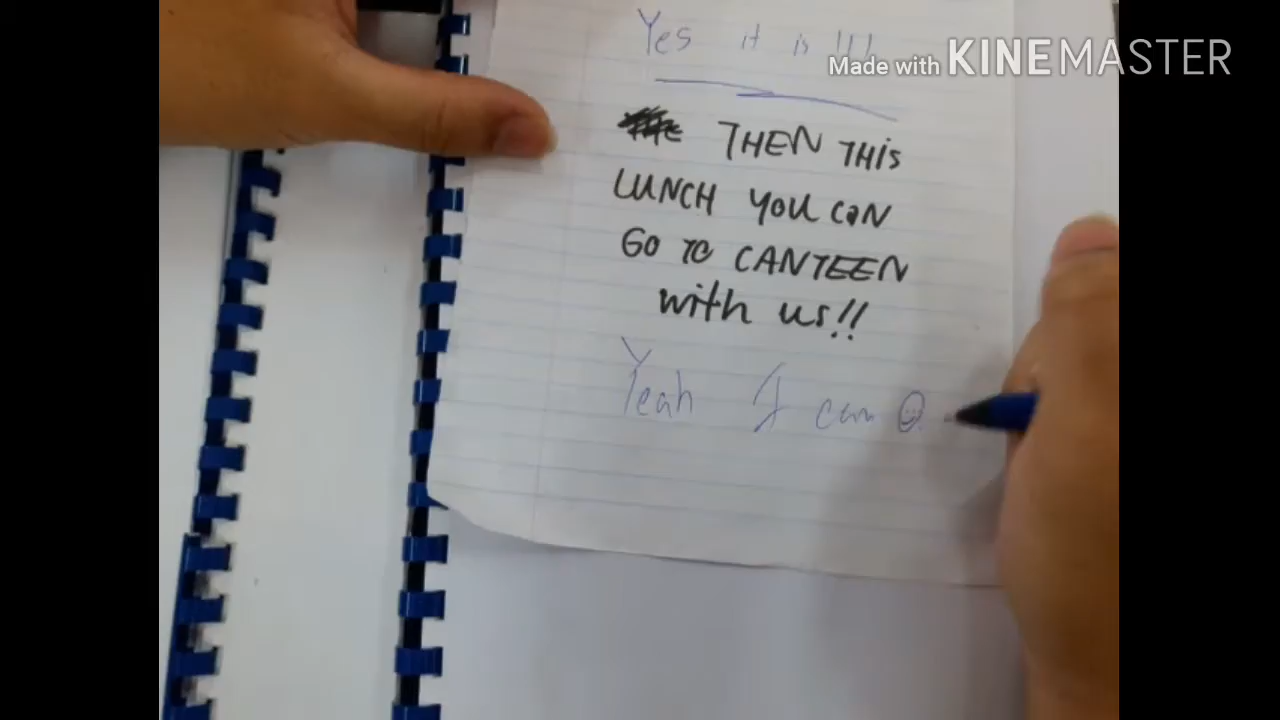 Yes it is !!!
Made with KINEMASTER
THEN THiS
LUNCH YOU CAN
GO TO CANTEEN
with us!!
Yeah I can ☺